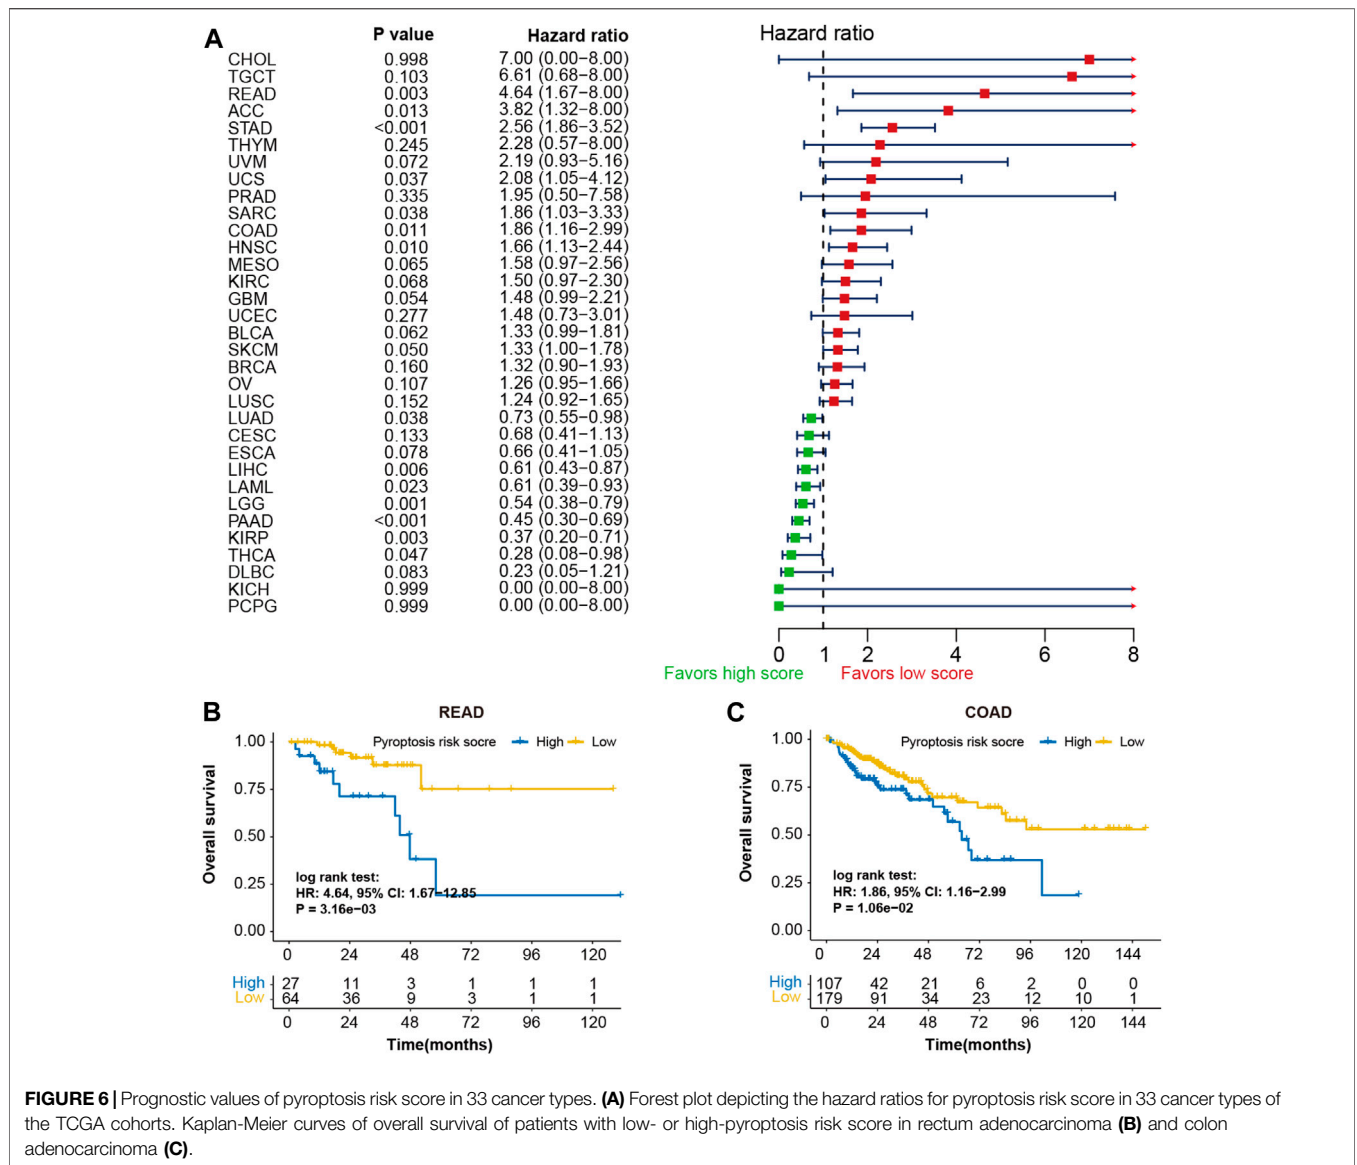 A
P value Hazard ratio Hazard ratio
CHOL 0.998 7.00 (0.00−8.00)
TGCT 0.103 6.61 (0.68−8.00)
READ 0.003 4.64 (1.67−8.00)
ACC 0.013 3.82 (1.32−8.00)
STAD <0.001 2.56 (1.86−3.52)
THYM 0.245 2.28 (0.57−8.00)
UVM 0.072 2.19 (0.93−5.16)
UCS 0.037 2.08 (1.05−4.12)
PRAD 0.335 1.95 (0.50−7.58)
SARC 0.038 1.86 (1.03−3.33)
COAD 0.011 1.86 (1.16−2.99)
HNSC 0.010 1.66 (1.13−2.44)
MESO 0.065 1.58 (0.97−2.56)
KIRC 0.068 1.50 (0.97−2.30)
GBM 0.054 1.48 (0.99−2.21)
UCEC 0.277 1.48 (0.73−3.01)
BLCA 0.062 1.33 (0.99−1.81)
SKCM 0.050 1.33 (1.00−1.78)
BRCA 0.160 1.32 (0.90−1.93)
OV 0.107 1.26 (0.95−1.66)
LUSC 0.152 1.24 (0.92−1.65)
LUAD 0.038 0.73 (0.55−0.98)
CESC 0.133 0.68 (0.41−1.13)
ESCA 0.078 0.66 (0.41−1.05)
LIHC 0.006 0.61 (0.43−0.87)
LAML 0.023 0.61 (0.39−0.93)
LGG 0.001 0.54 (0.38−0.79)
PAAD <0.001 0.45 (0.30−0.69)
KIRP 0.003 0.37 (0.20−0.71)
THCA 0.047 0.28 (0.08−0.98)
DLBC 0.083 0.23 (0.05−1.21)
KICH 0.999 0.00 (0.00−8.00)
PCPG 0.999 0.00 (0.00−8.00)
0 1 2 4 6 8
Favors high score Favors low score
B
READ
Pyroptosis risk socre High Low
Overall survival
1.00
0.75
0.50
0.25
0.00
log rank test:
HR: 4.64, 95% CI: 1.67−12.85
P = 3.16e−03
0 24 48 72 96 120
High 27 11 3 1 1 1
Low 64 36 9 3 1 1
0 24 48 72 96 120
Time(months)
C
COAD
Pyroptosis risk socre High Low
Overall survival
1.00
0.75
0.50
0.25
0.00
log rank test:
HR: 1.86, 95% CI: 1.16−2.99
P = 1.06e−02
0 24 48 72 96 120 144
High 107 42 21 6 2 0 0
Low 179 91 34 23 12 10 1
0 24 48 72 96 120 144
Time(months)
FIGURE 6 | Prognostic values of pyroptosis risk score in 33 cancer types. (A) Forest plot depicting the hazard ratios for pyroptosis risk score in 33 cancer types of
the TCGA cohorts. Kaplan-Meier curves of overall survival of patients with low- or high-pyroptosis risk score in rectum adenocarcinoma (B) and colon
adenocarcinoma (C).